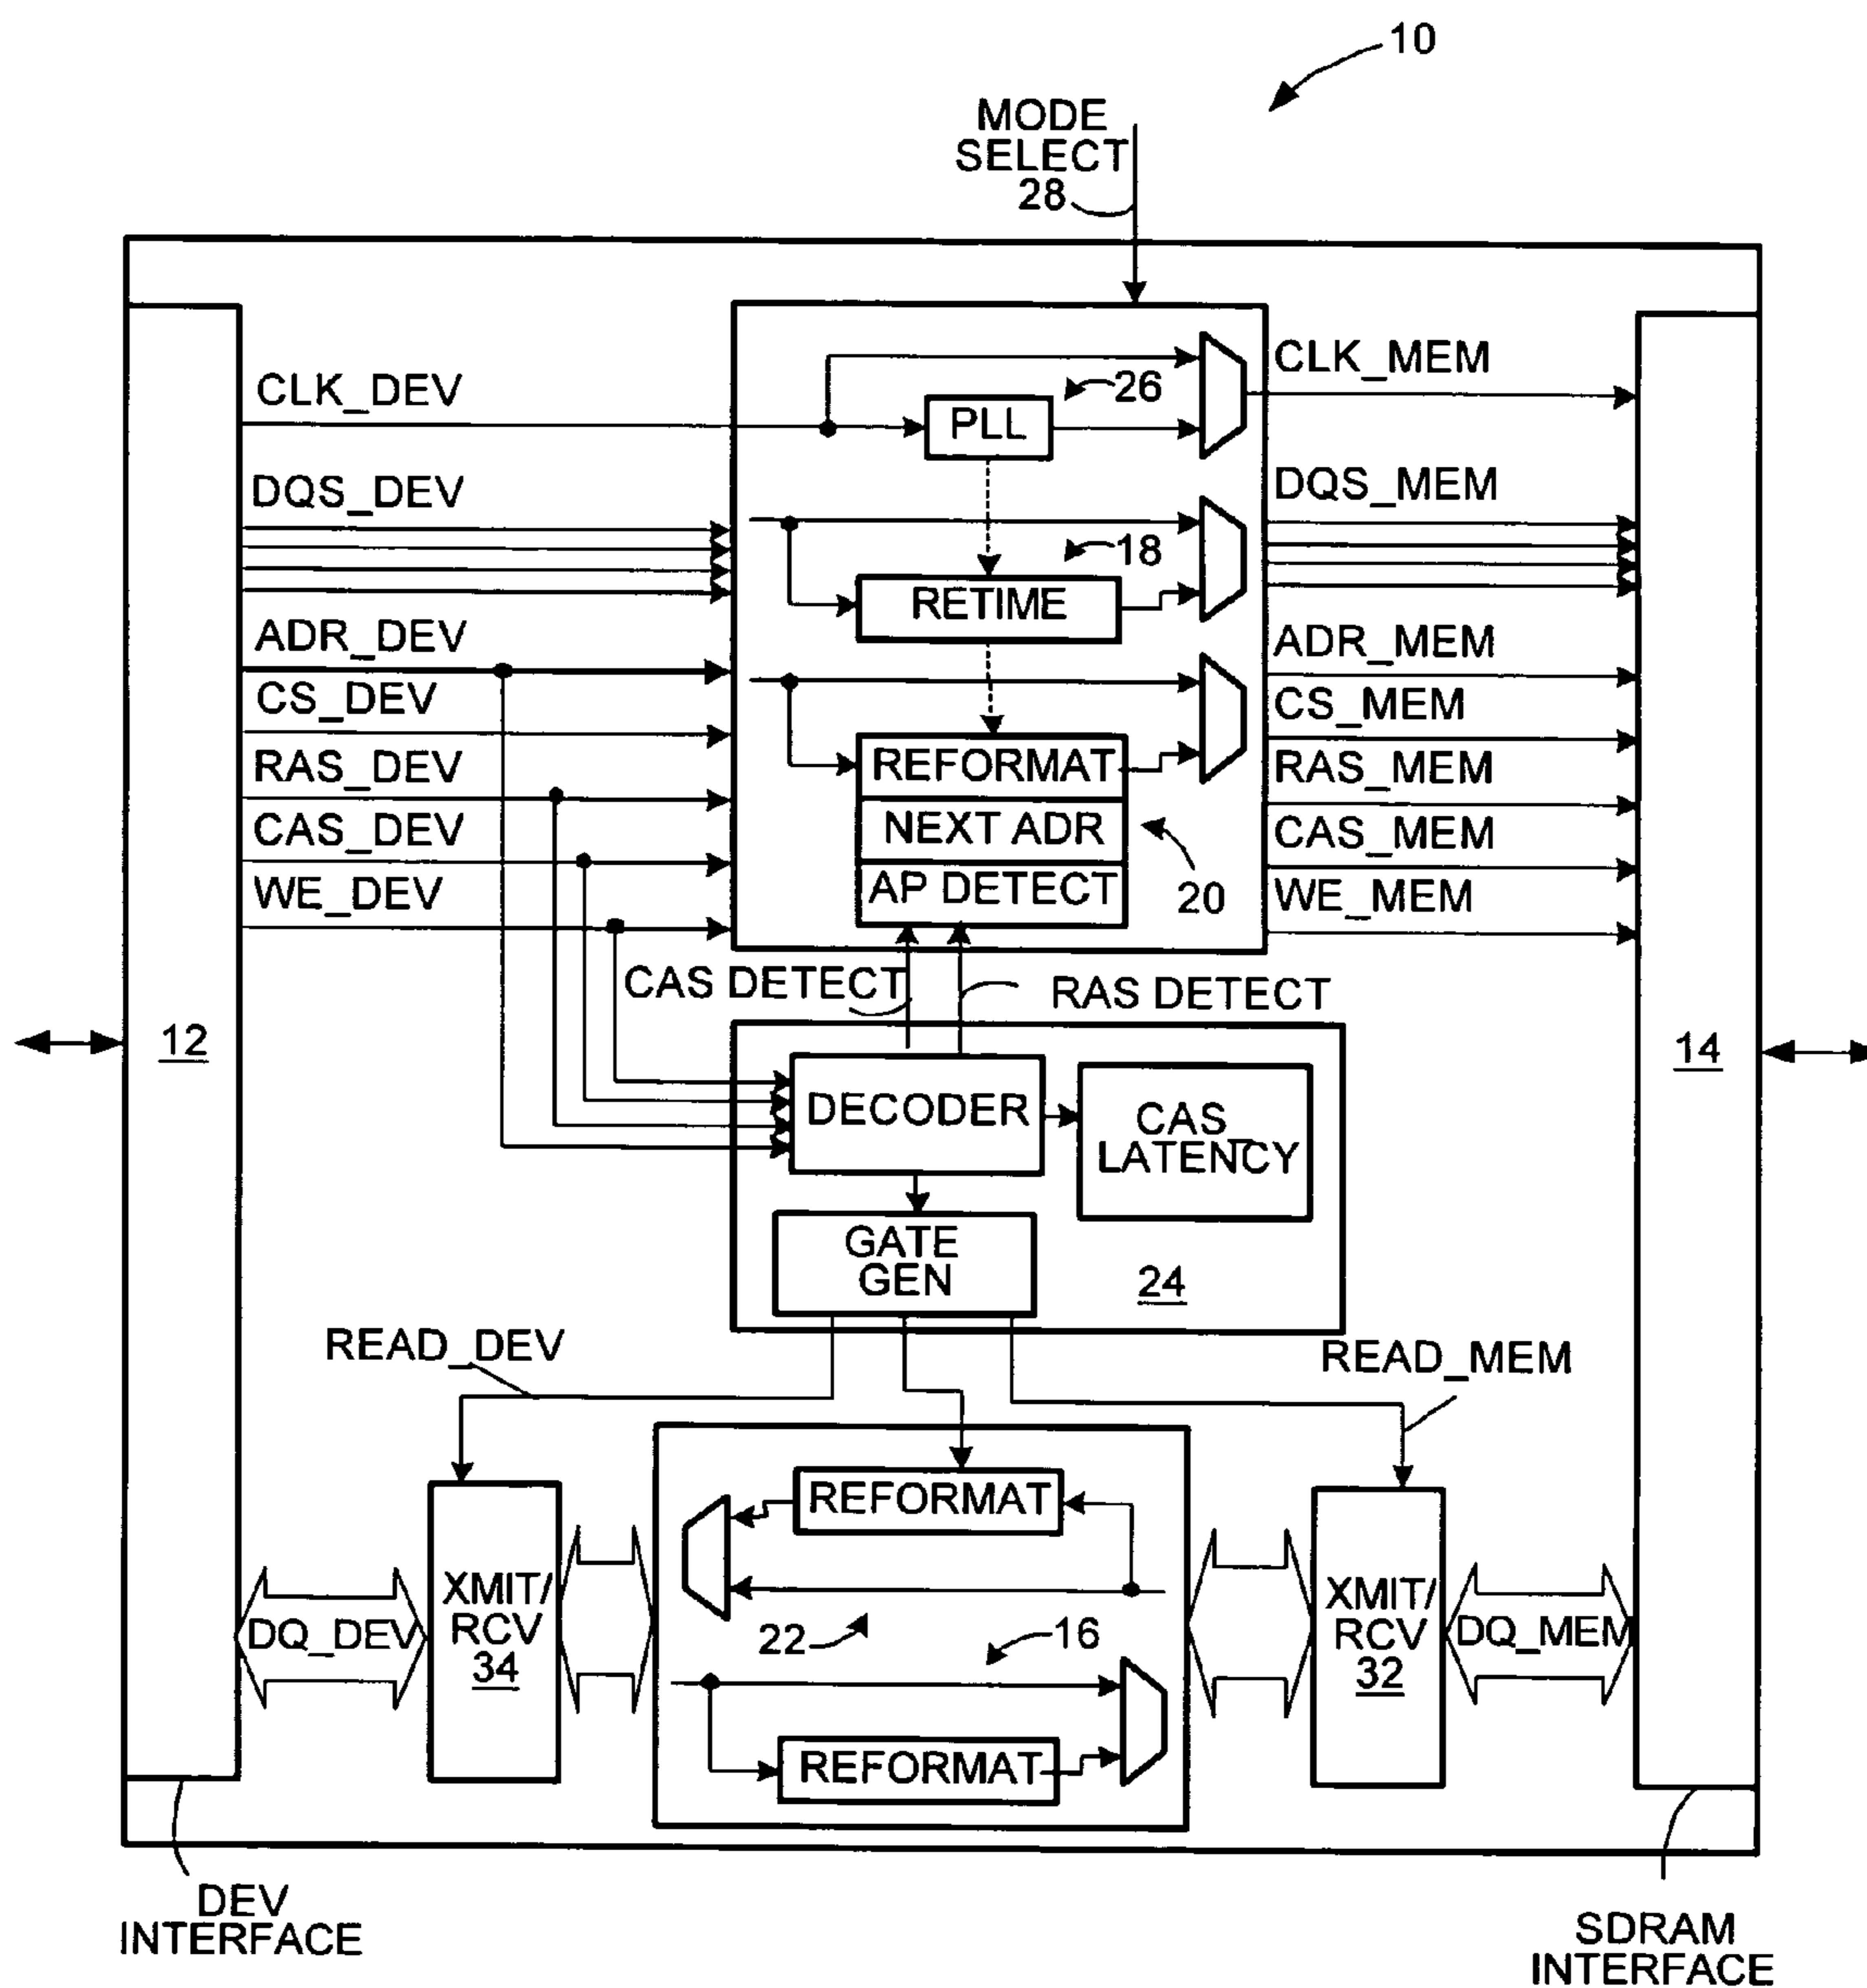 10
MODE
SELECT
28
CLK_DEV
PLL
26
CLK_MEM
DQS_DEV
18
DQS_MEM
RETIME
ADR_DEV
ADR_MEM
CS_DEV
CS_MEM
RAS_DEV
REFORMAT
RAS_MEM
CAS_DEV
NEXT ADR
CAS_MEM
WE_DEV
AP DETECT
20
WE_MEM
CAS DETECT
RAS DETECT
12
14
DECODER
CAS_
LATENCY
GATE
GEN
24
READ_DEV
READ_MEM
REFORMAT
XMIT/
RCV
34
DQ_DEV
22
16
XMIT/
RCV
32
DQ_MEM
REFORMAT
DEV
INTERFACE
SDRAM
INTERFACE